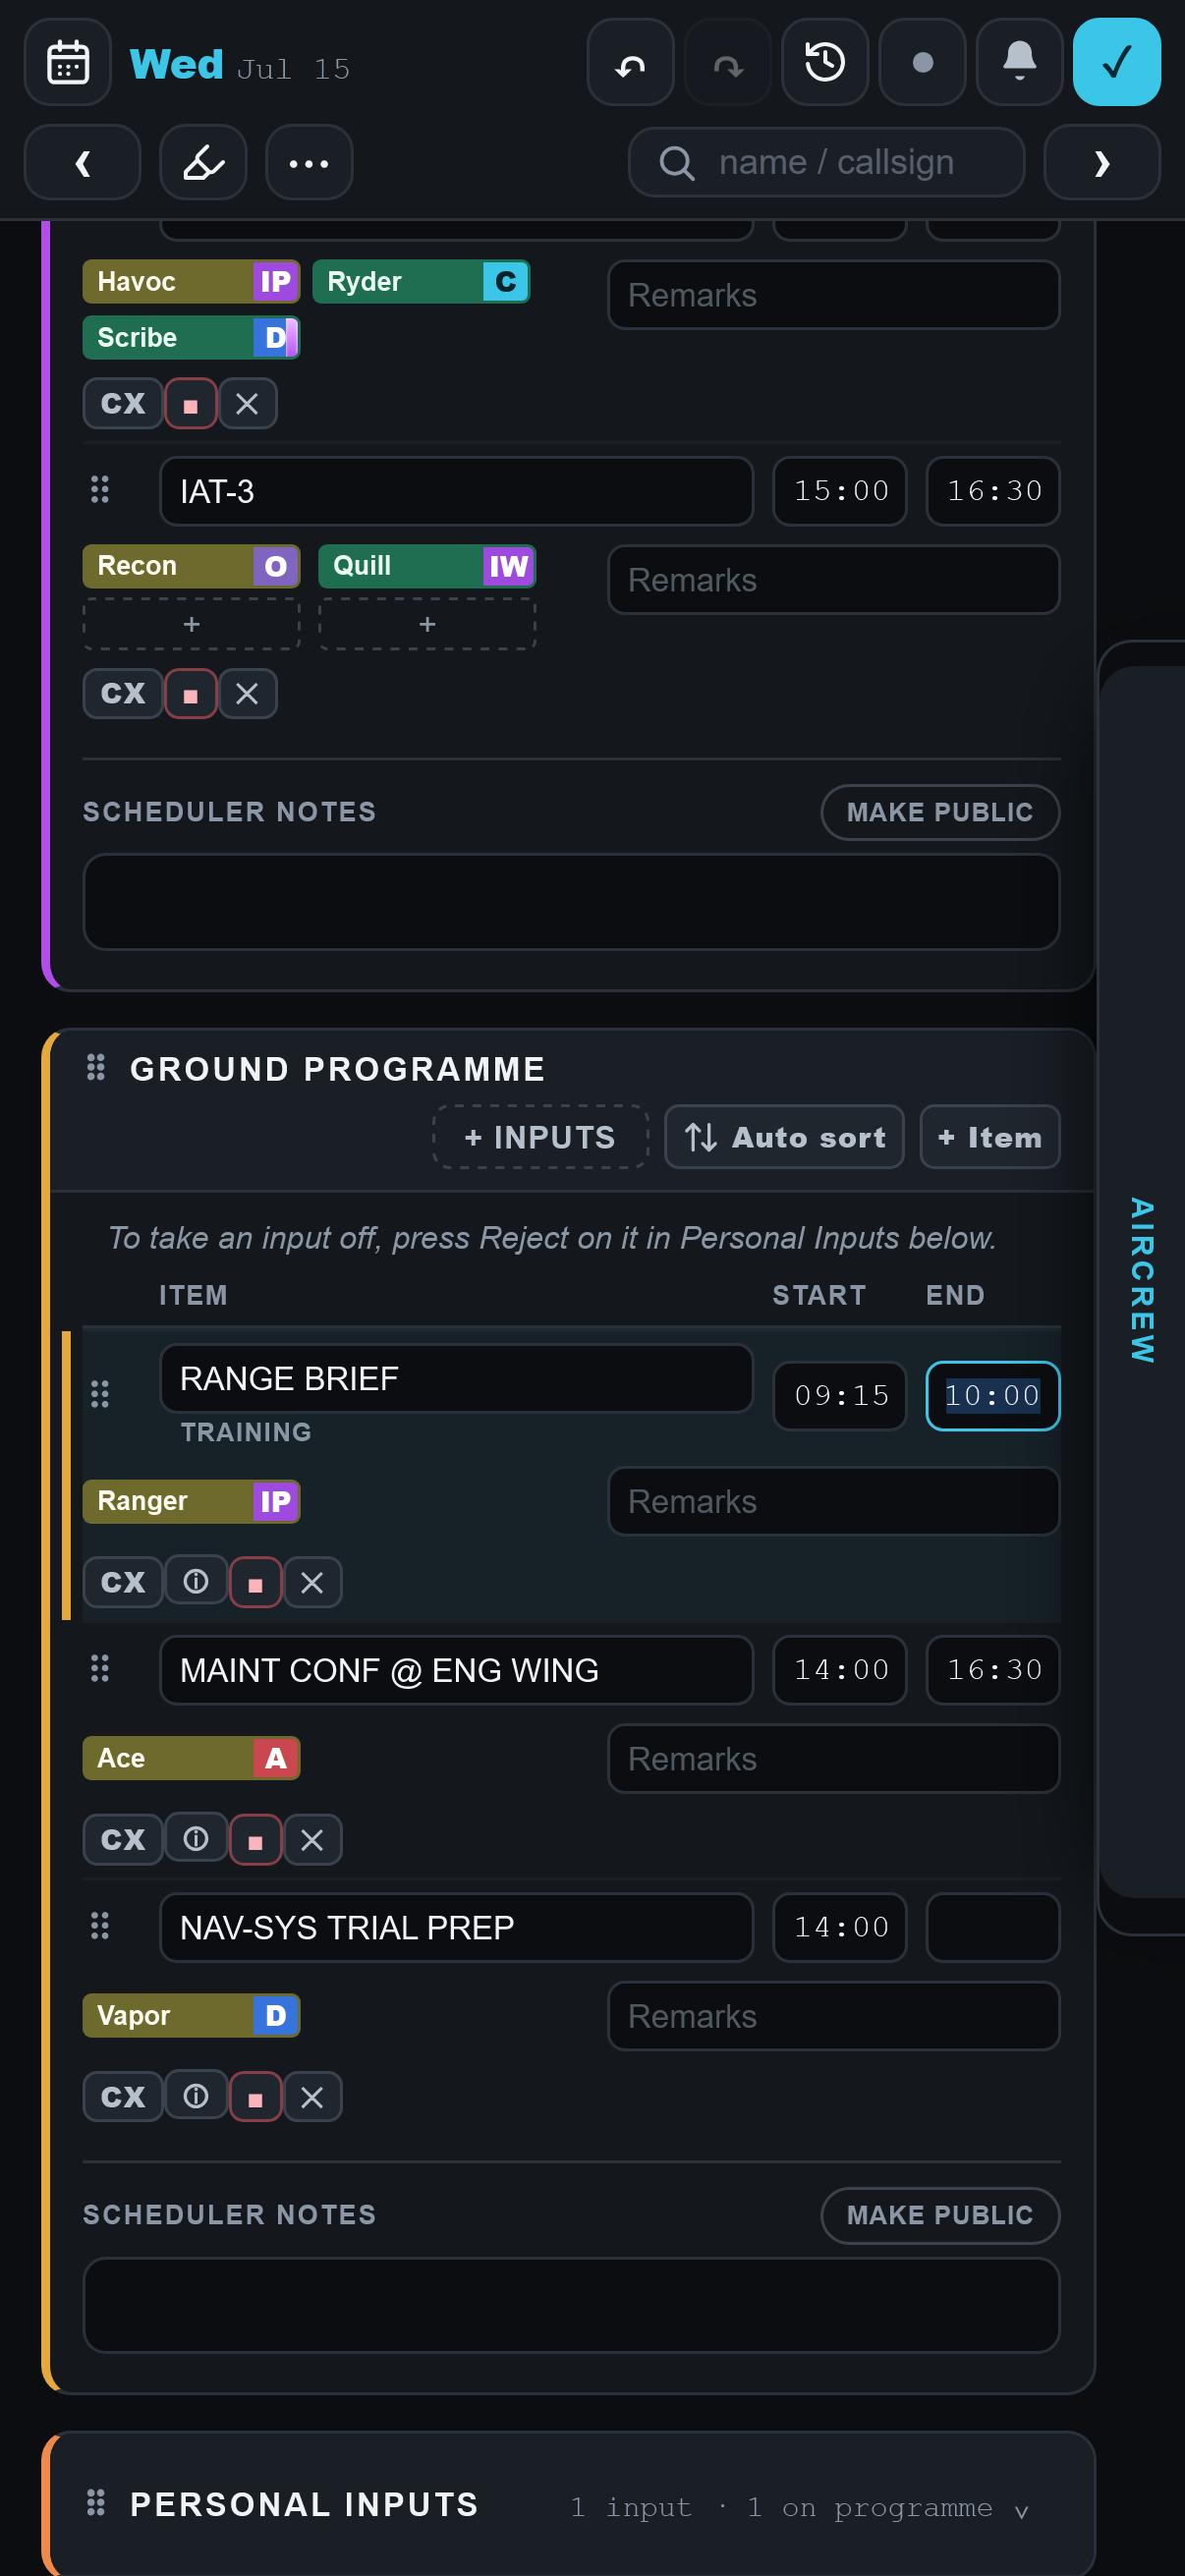 Wed Jul 15
name / callsign
Havoc IP Ryder C Remarks
Scribe D
CX
IAT-3 15:00 16:30
Recon O Quill IW Remarks
+ +
CX
SCHEDULER NOTES MAKE PUBLIC
GROUND PROGRAMME
+ INPUTS Auto sort + Item
To take an input off, press Reject on it in Personal Inputs below.
ITEM START END
RANGE BRIEF 09:15 10:00
TRAINING
Ranger IP Remarks
CX
MAINT CONF @ ENG WING 14:00 16:30
Ace A Remarks
CX
NAV-SYS TRIAL PREP 14:00
Vapor D Remarks
CX
SCHEDULER NOTES MAKE PUBLIC
PERSONAL INPUTS 1 input · 1 on programme
AIRCREW